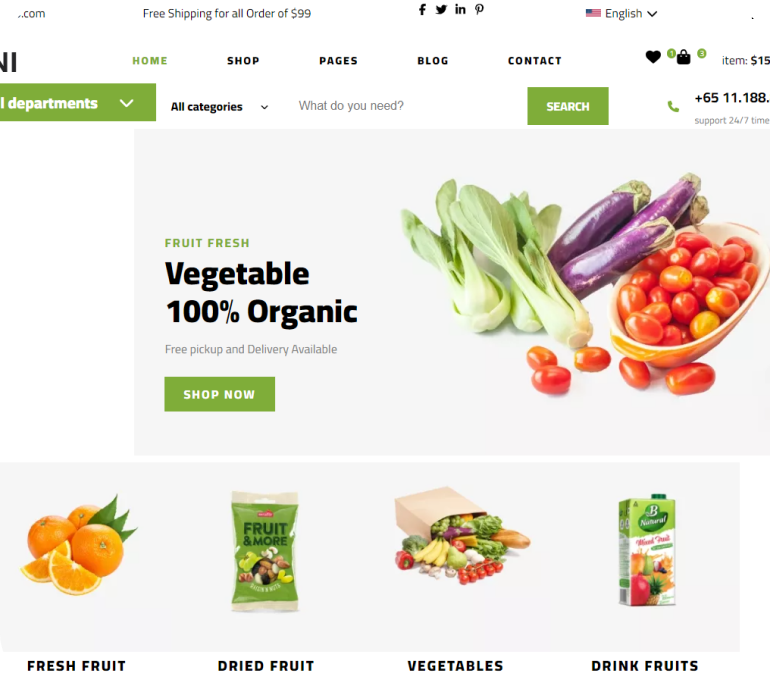 ..com Free Shipping for all Order of $99 English
NI HOME SHOP PAGES BLOG CONTACT 1 3 item: $15
l departments All categories What do you need? SEARCH +65 11.188.
support 24/7 time
FRUIT FRESH
Vegetable
100% Organic
Free pickup and Delivery Available
SHOP NOW
FRUIT
&MORE
B
Natural
Mixed Fruit
FRESH FRUIT DRIED FRUIT VEGETABLES DRINK FRUITS